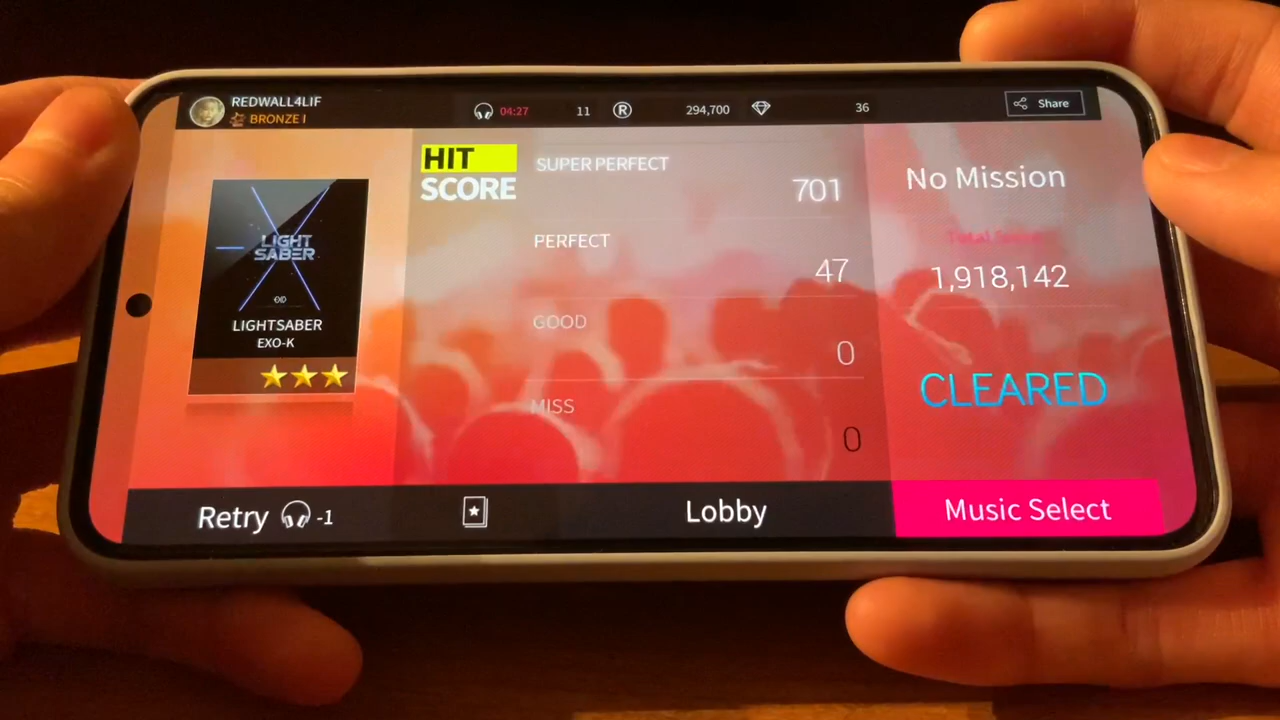 REDWALL4LIF
BRONZE I
04:27
11
R
294,700
36
Share
LIGHT
SABER
EXO
LIGHTSABER
EXO-K
HIT
SCORE
SUPER PERFECT
701
PERFECT
47
GOOD
0
MISS
0
No Mission
Total Score
1,918,142
CLEARED
Retry -1
Lobby
Music Select